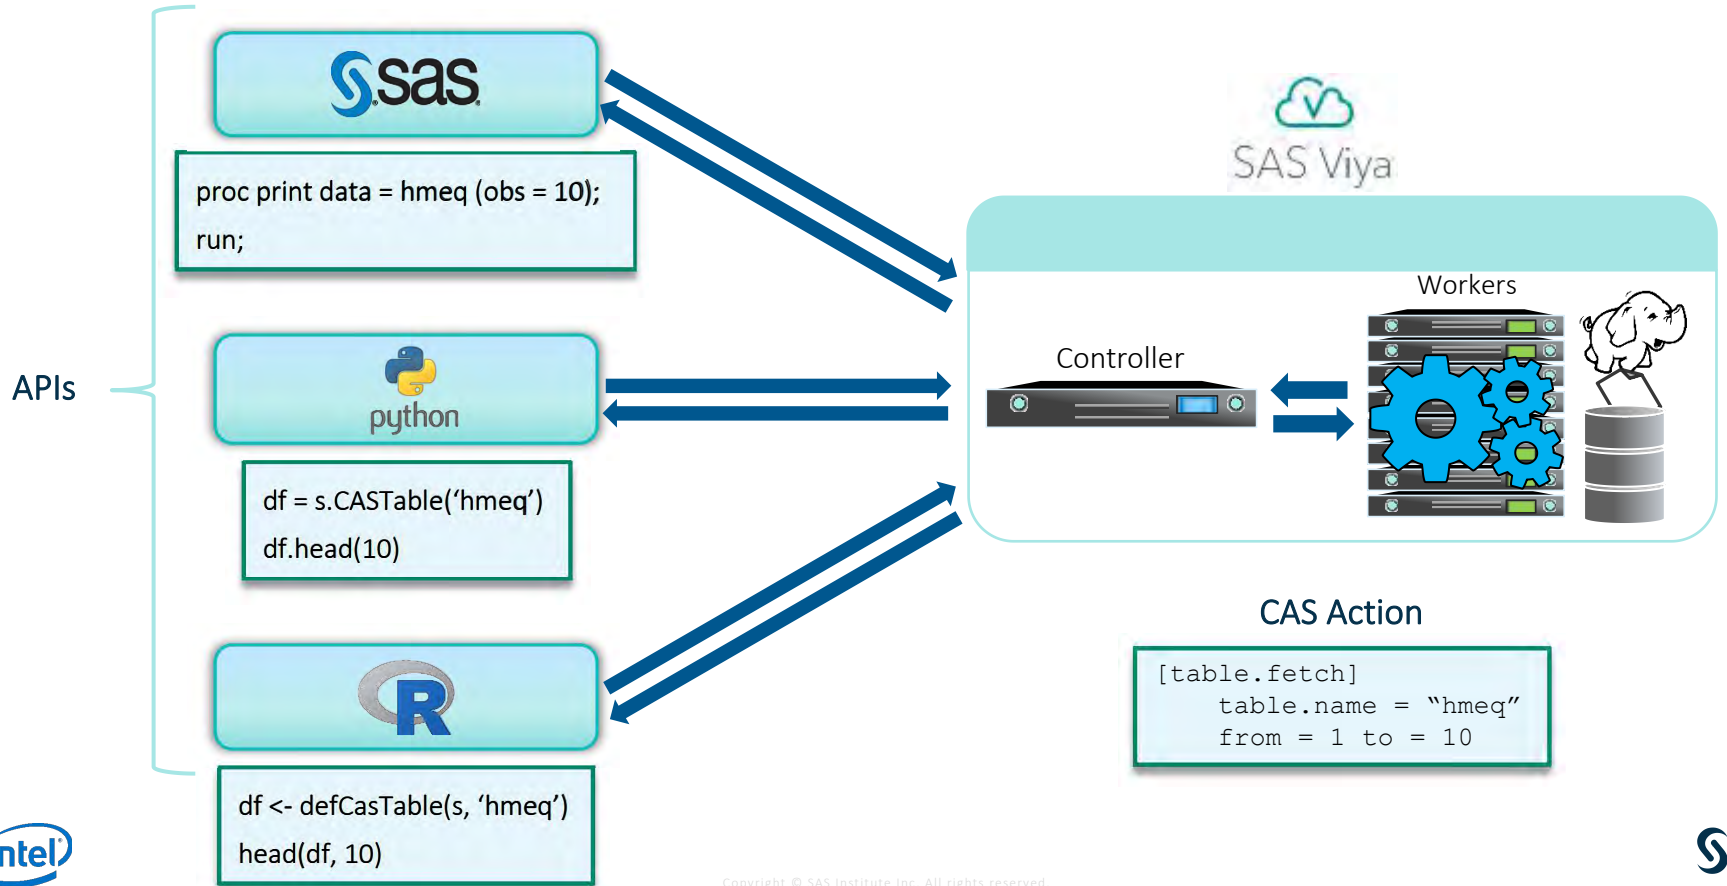 APIs
sas
proc print data = hmeq (obs = 10);
run;
python
df = s.CASTable(‘hmeq’)
df.head(10)
R
df <- defCasTable(s, ‘hmeq’)
head(df, 10)
SAS Viya
Controller
Workers
CAS Action
[table.fetch]
table.name = “hmeq”
from = 1 to = 10
ntel
Copyright © SAS Institute Inc. All rights reserved.